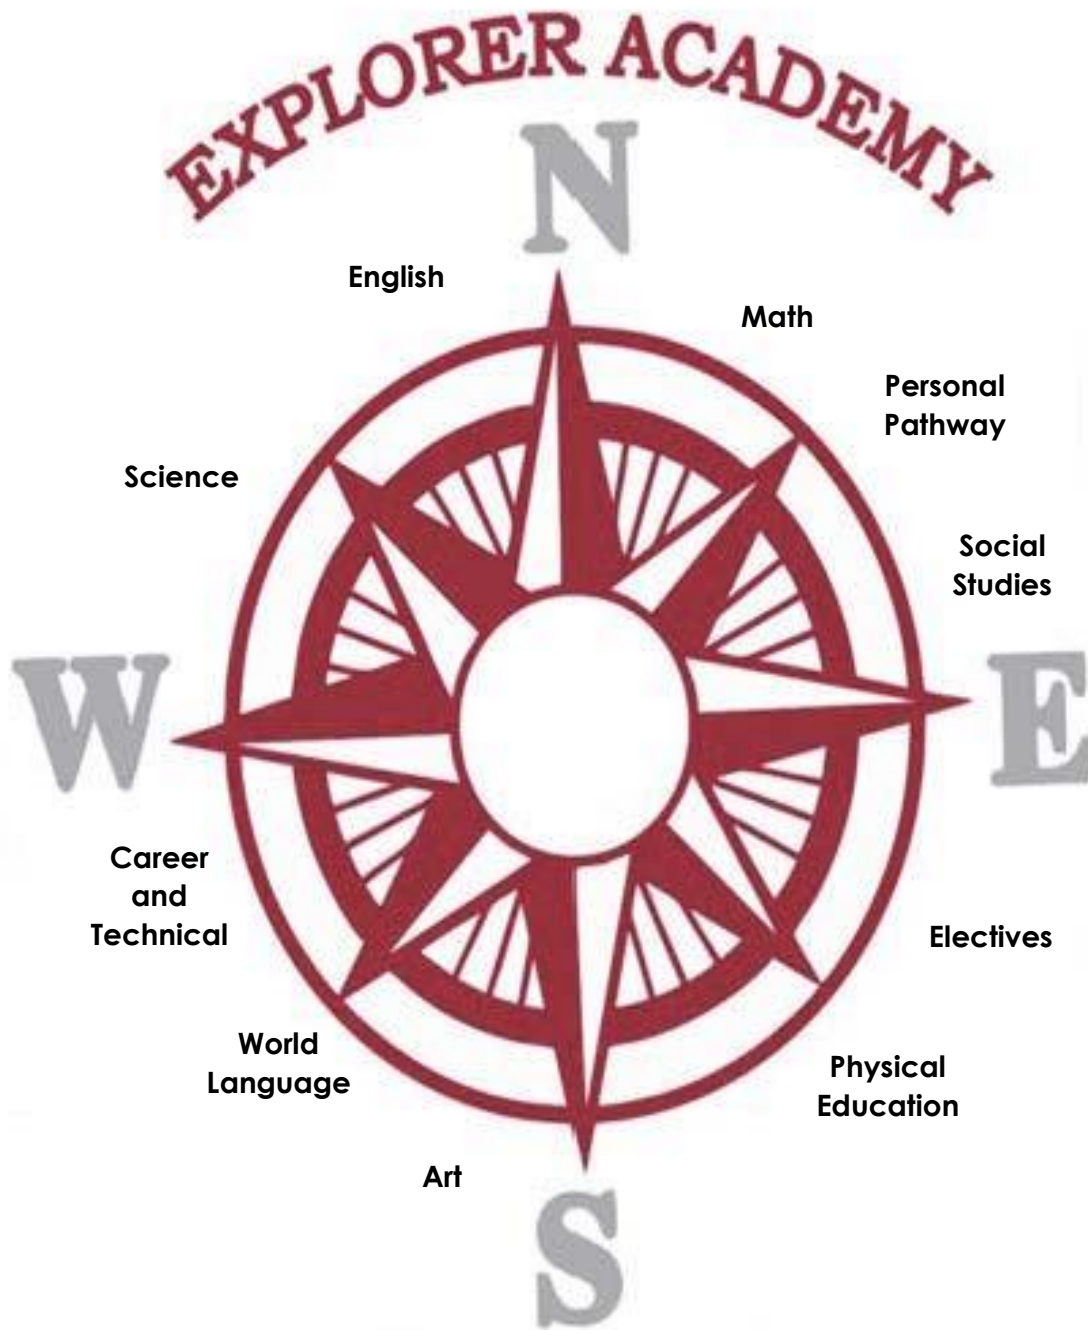 EXPLORER ACADEMY
N
English
Math
Personal
Pathway
Science
Social
Studies
W
E
Career
and
Technical
Electives
World
Language
Physical
Education
Art
S